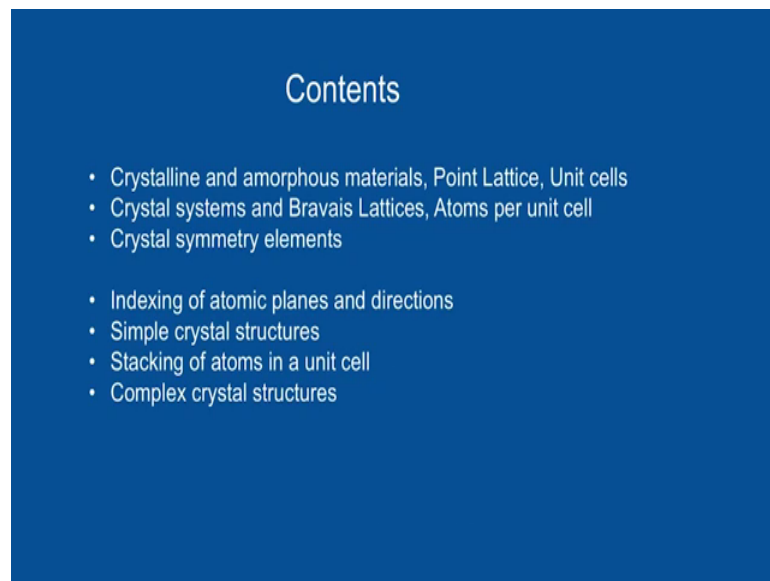 Contents
• Crystalline and amorphous materials, Point Lattice, Unit cells
• Crystal systems and Bravais Lattices, Atoms per unit cell
• Crystal symmetry elements
• Indexing of atomic planes and directions
• Simple crystal structures
• Stacking of atoms in a unit cell
• Complex crystal structures